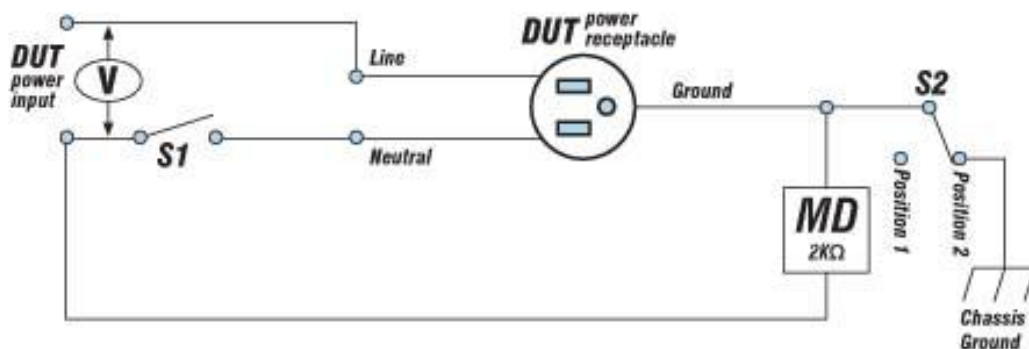 DUT
power
input
V
S1
Line
Neutral
DUT power
receptacle
Ground
S2
MD
2KΩ
Position 1
Position 2
Chassis
Ground